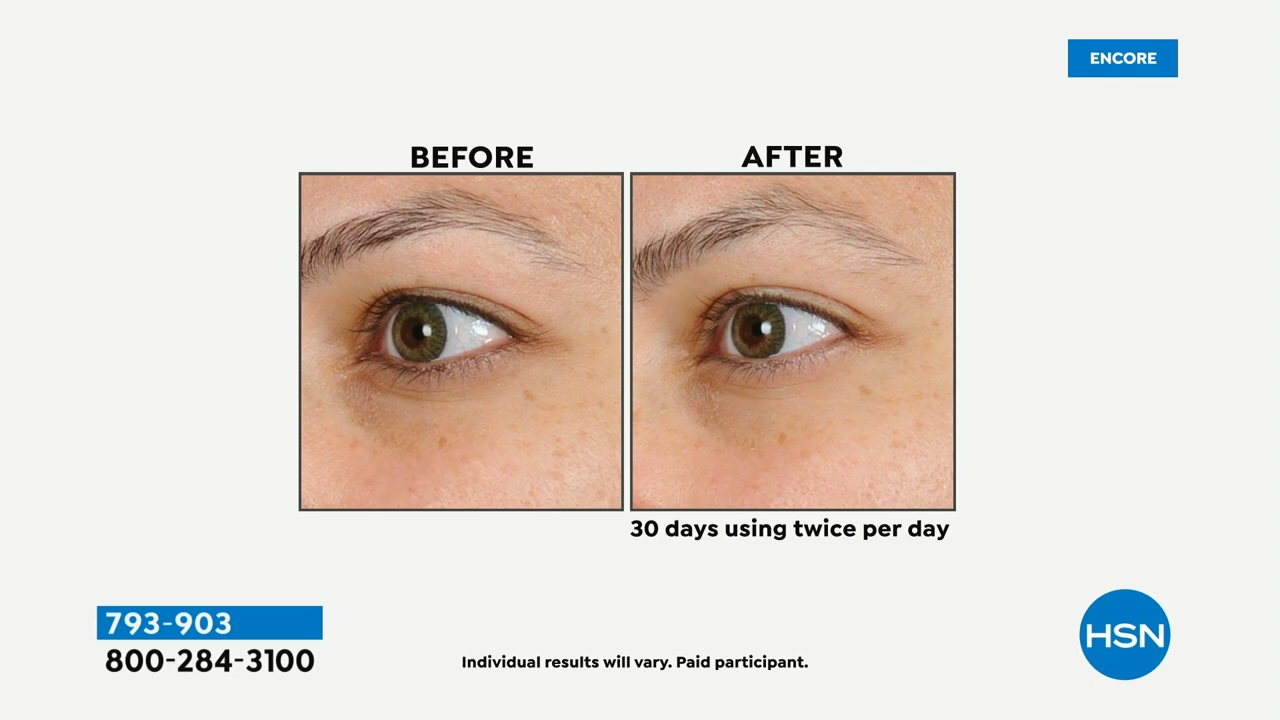 ENCORE
BEFORE
AFTER
30 days using twice per day
793-903
800-284-3100
Individual results will vary. Paid participant.
HSN